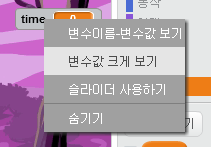 time 0
변수이름-변수값 보기
변수값 크게 보기
슬라이더 사용하기
숨기기